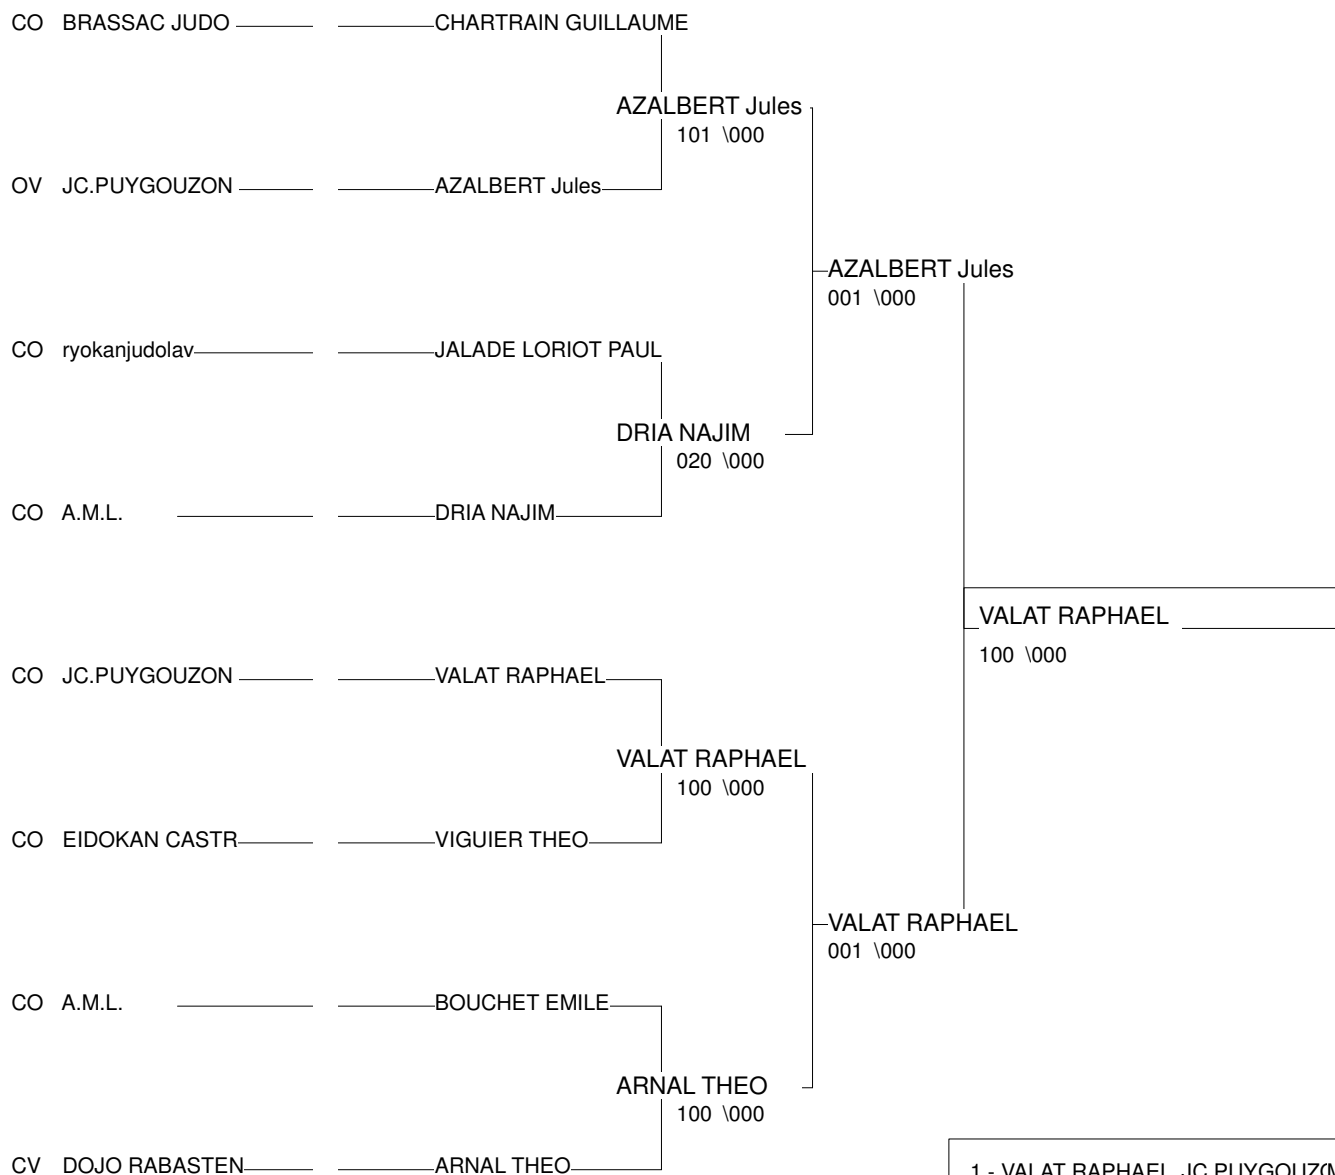 CO BRASSAC JUDO CHARTRAIN GUILLAUME
AZALBERT Jules
101 \000
OV JC.PUYGOUZON AZALBERT Jules
AZALBERT Jules
001 \000
CO ryokanjudolav JALADE LORIOT PAUL
DRIA NAJIM
020 \000
CO A.M.L. DRIA NAJIM
VALAT RAPHAEL
100 \000
CO JC.PUYGOUZON VALAT RAPHAEL
VALAT RAPHAEL
100 \000
CO EIDOKAN CASTR VIGUIER THEO
VALAT RAPHAEL
001 \000
CO A.M.L. BOUCHET EMILE
ARNAL THEO
100 \000
CV DOJO RABASTEN ARNAL THEO
1 - VALAT RAPHAEL JC.PUYGOUZ(M